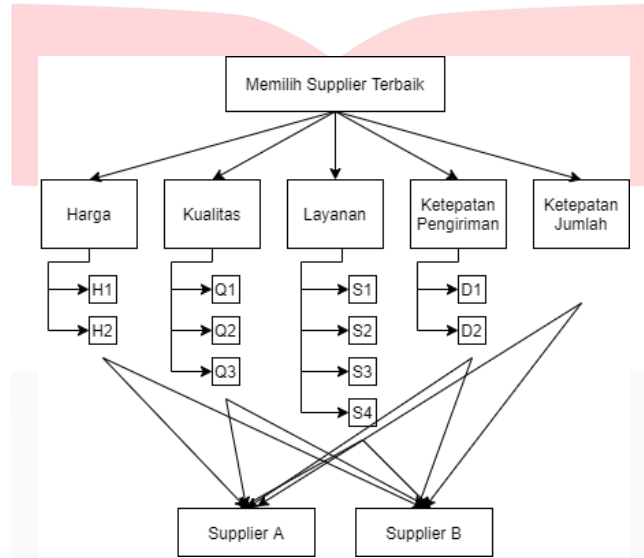 Memilih Supplier Terbaik
Harga
Kualitas
Layanan
Ketepatan
Pengiriman
Ketepatan
Jumlah
H1
H2
Q1
Q2
Q3
S1
S2
S3
S4
D1
D2
Supplier A
Supplier B